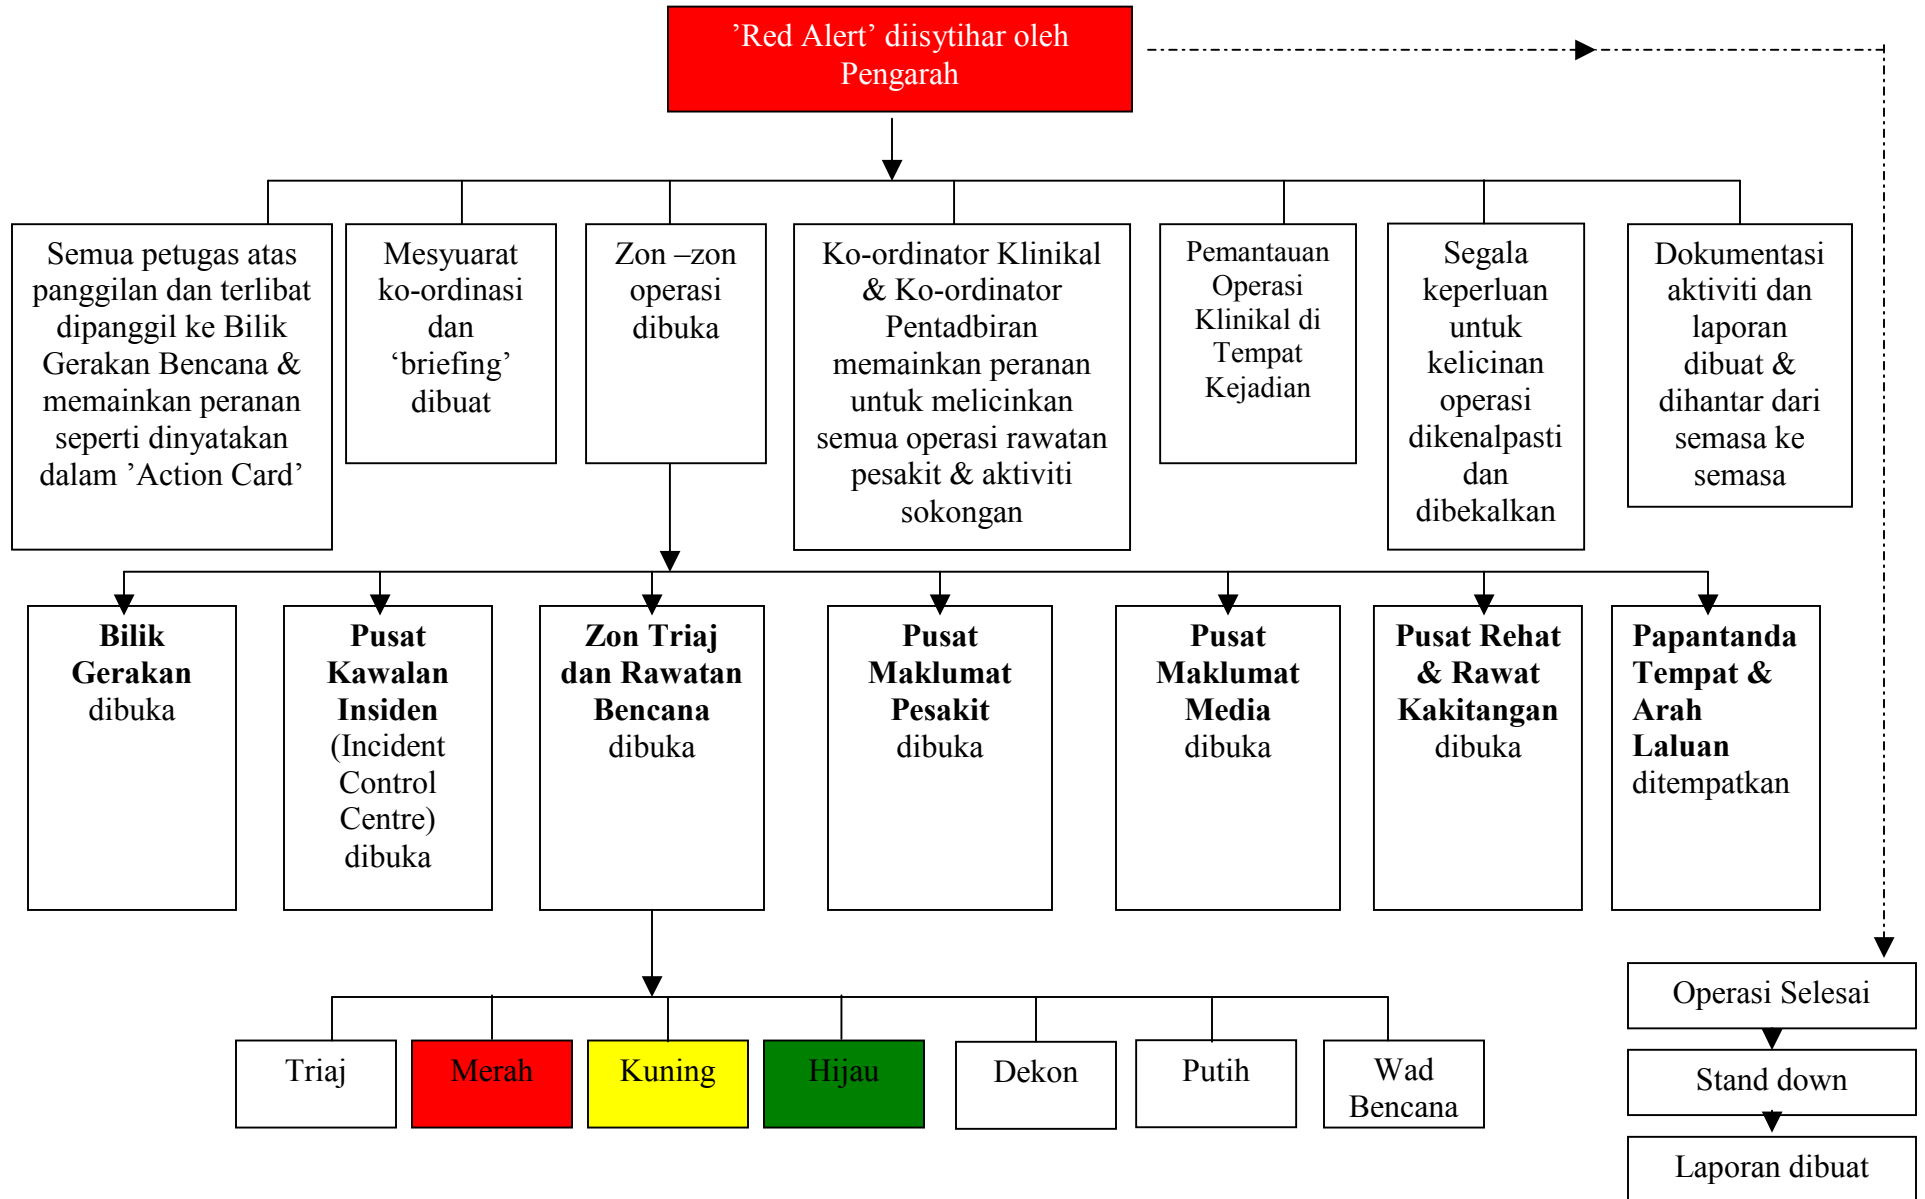 ’Red Alert’ diisytihar oleh
Pengarah
Semua petugas atas
panggilan dan terlibat
dipanggil ke Bilik
Gerakan Bencana &
memainkan peranan
seperti dinyatakan
dalam ’Action Card’
Mesyuarat
ko-ordinasi
dan
‘briefing’
dibuat
Zon –zon
operasi
dibuka
Ko-ordinator Klinikal
& Ko-ordinator
Pentadbiran
memainkan peranan
untuk melicinkan
semua operasi rawatan
pesakit & aktiviti
sokongan
Pemantauan
Operasi
Klinikal di
Tempat
Kejadian
Segala
keperluan
untuk
kelicinan
operasi
dikenalpasti
dan
dibekalkan
Dokumentasi
aktiviti dan
laporan
dibuat &
dihantar dari
semasa ke
semasa
Bilik
Gerakan
dibuka
Pusat
Kawalan
Insiden
(Incident
Control
Centre)
dibuka
Zon Triaj
dan Rawatan
Bencana
dibuka
Pusat
Maklumat
Pesakit
dibuka
Pusat
Maklumat
Media
dibuka
Pusat Rehat
& Rawat
Kakitangan
dibuka
Papantanda
Tempat &
Arah
Laluan
ditempatkan
Triaj
Merah
Kuning
Hijau
Dekon
Putih
Wad
Bencana
Operasi Selesai
Stand down
Laporan dibuat